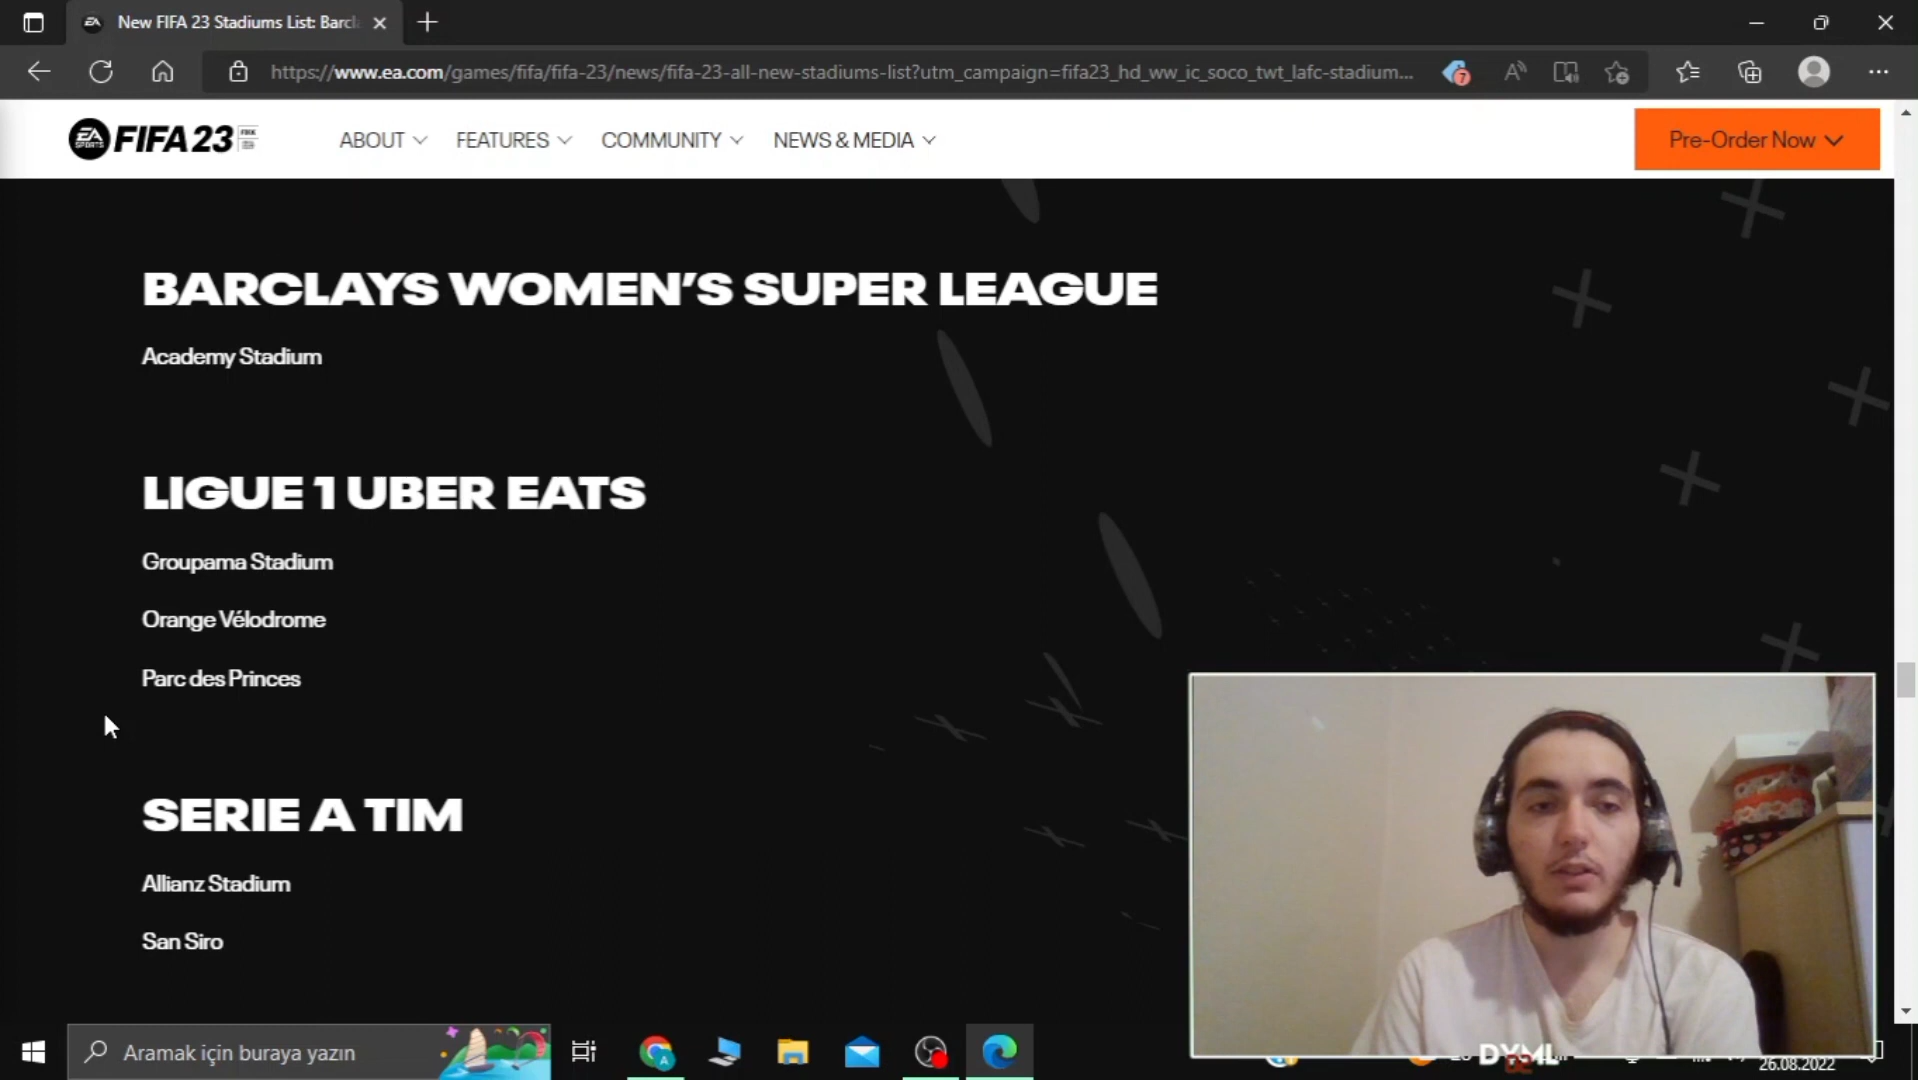 New FIFA 23 Stadiums List: Barcl
https://www.ea.com/games/fifa/fifa-23/news/fifa-23-all-new-stadiums-list?utm_campaign=fifa23_hd_ww_ic_soco_twt_lafc-stadium...
7
EA SPORTS FIFA 23
ABOUT FEATURES COMMUNITY NEWS & MEDIA
Pre-Order Now
BARCLAYS WOMEN'S SUPER LEAGUE
Academy Stadium
LIGUE 1 UBER EATS
Groupama Stadium
Orange Vélodrome
Parc des Princes
SERIE A TIM
Allianz Stadium
San Siro
Aramak için buraya yazın
26.08.2022